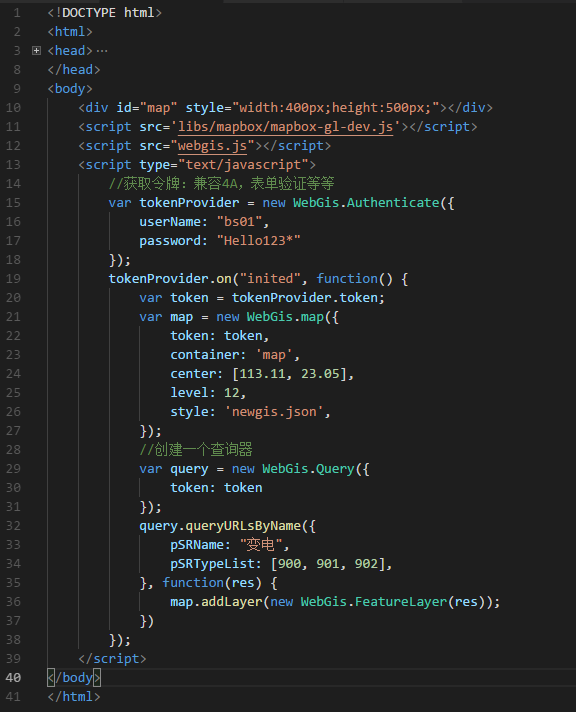 1 <!DOCTYPE html>
2 <html>
3 <head>…
8 </head>
9 <body>
10 <div id="map" style="width:400px;height:500px;"></div>
11 <script src='libs/mapbox/mapbox-gl-dev.js'></script>
12 <script src="webgis.js"></script>
13 <script type="text/javascript">
14 //获取令牌：兼容4A，表单验证等等
15 var tokenProvider = new WebGis.Authenticate({
16 userName: "bs01",
17 password: "Hello123*"
18 });
19 tokenProvider.on("inited", function() {
20 var token = tokenProvider.token;
21 var map = new WebGis.map({
22 token: token,
23 container: 'map',
24 center: [113.11, 23.05],
25 level: 12,
26 style: 'newgis.json',
27 });
28 //创建一个查询器
29 var query = new WebGis.Query({
30 token: token
31 });
32 query.queryURLsByName({
33 pSRName: "变电",
34 pSRTypeList: [900, 901, 902],
35 }, function(res) {
36 map.addLayer(new WebGis.FeatureLayer(res));
37 })
38 });
39 </script>
40 </body>
41 </html>